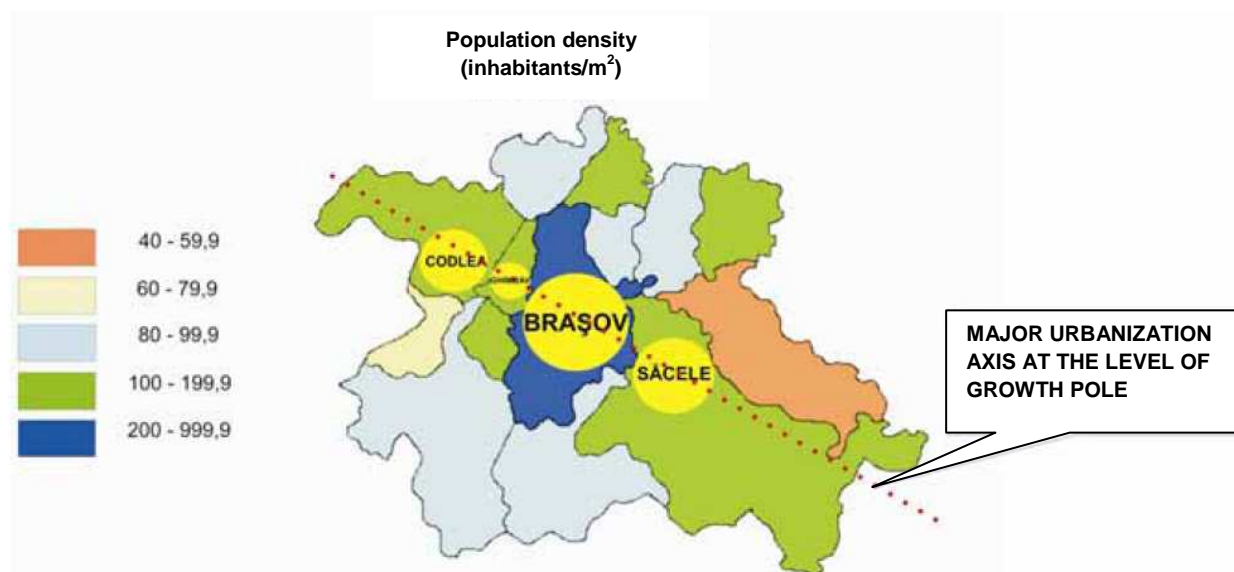 Population density
(inhabitants/m²)
40 - 59,9
60 - 79,9
80 - 99,9
100 - 199,9
200 - 999,9
CODLEA
BRAŞOV
SĂCELE
MAJOR URBANIZATION
AXIS AT THE LEVEL OF
GROWTH POLE